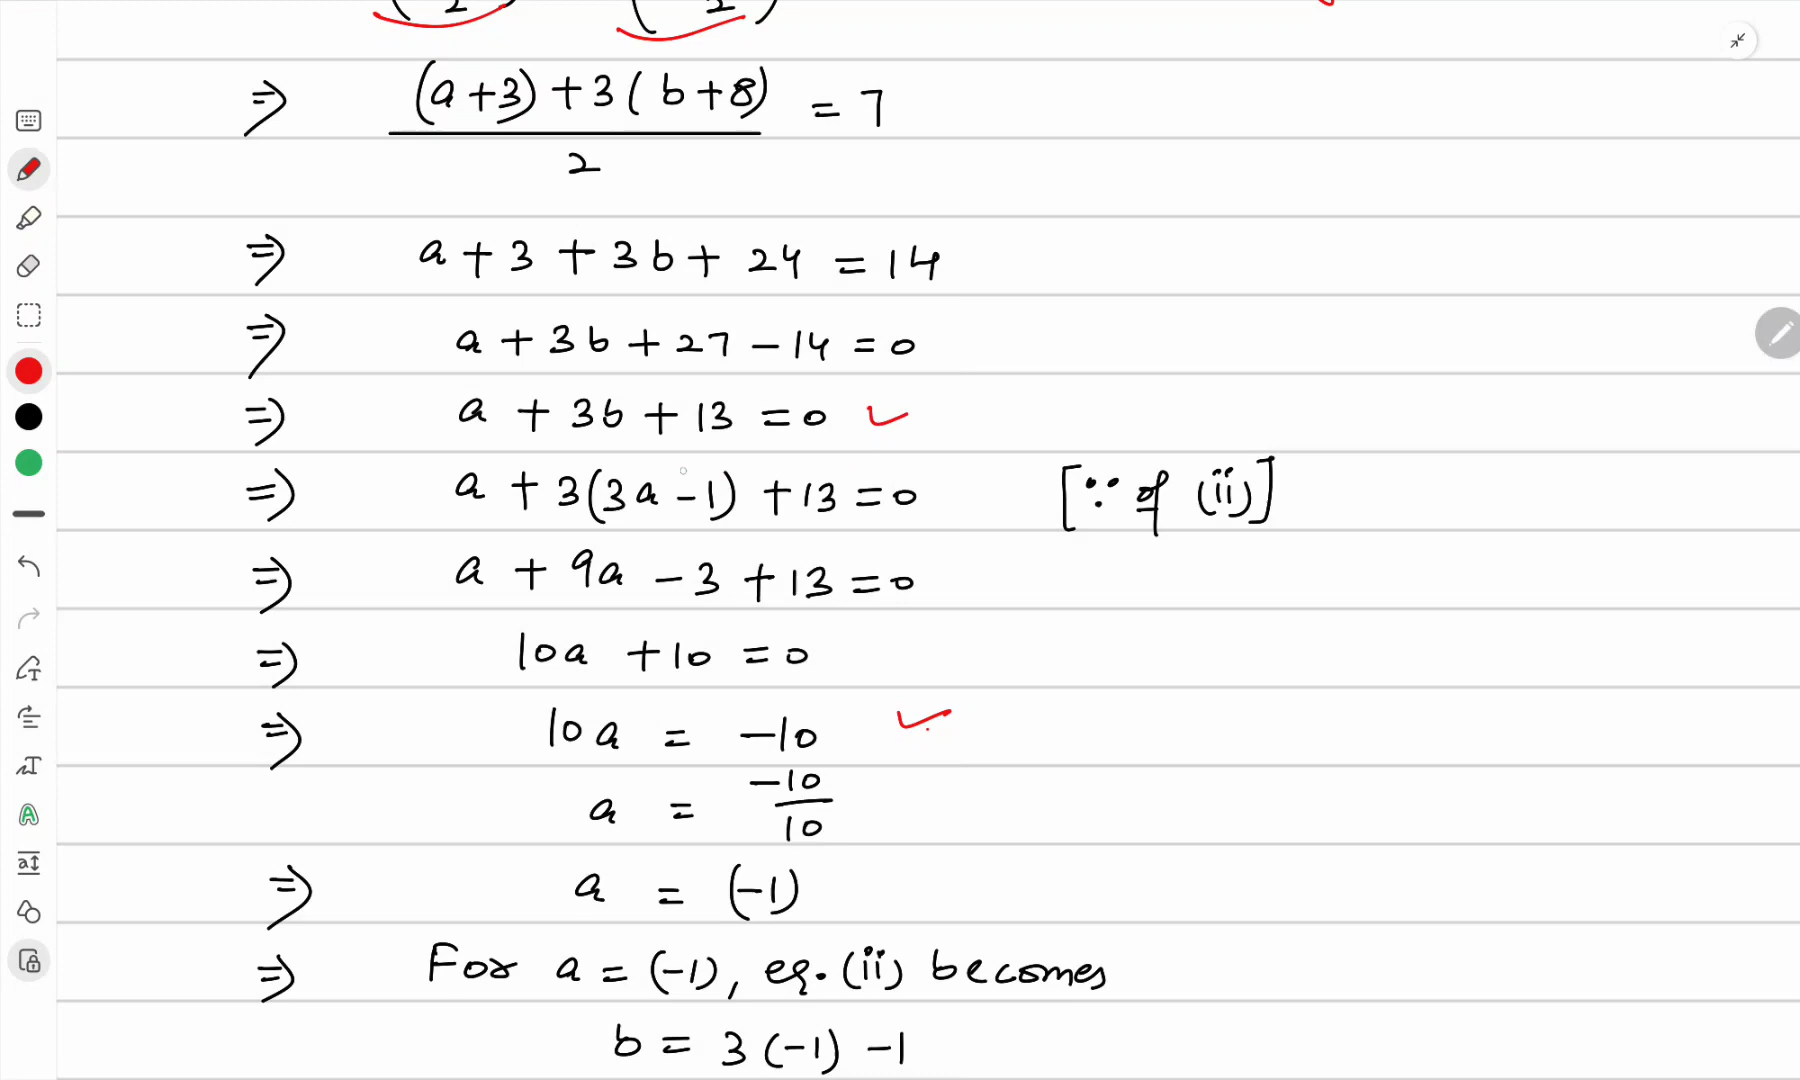 2 2
⇒ (a+3)+3(b+8) / 2 = 7
⇒ a+3+3b+24 = 14
⇒ a+3b+27-14 = 0
⇒ a+3b+13 = 0 ✓
⇒ a+3(3a-1)+13 = 0 [∵ of (ii)]
⇒ a+9a-3+13 = 0
⇒ 10a+10 = 0
⇒ 10a = -10 ✓
a = -10/10
⇒ a = (-1)
⇒ For a = (-1), eq. (ii) becomes
b = 3(-1)-1